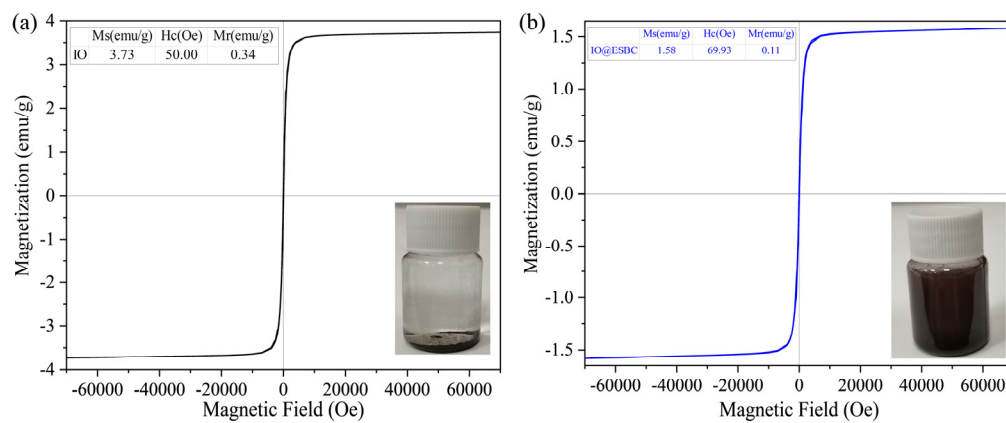 (a)
Ms(emu/g) Hc(Oe) Mr(emu/g)
IO 3.73 50.00 0.34
4
3
2
1
0
-1
-2
-3
-4
Magnetization (emu/g)
-60000 -40000 -20000 0 20000 40000 60000
Magnetic Field (Oe)
(b)
Ms(emu/g) Hc(Oe) Mr(emu/g)
IO@ESBC 1.58 69.93 0.11
1.5
1.0
0.5
0.0
-0.5
-1.0
-1.5
Magnetization (emu/g)
-60000 -40000 -20000 0 20000 40000 60000
Magnetic Field (Oe)